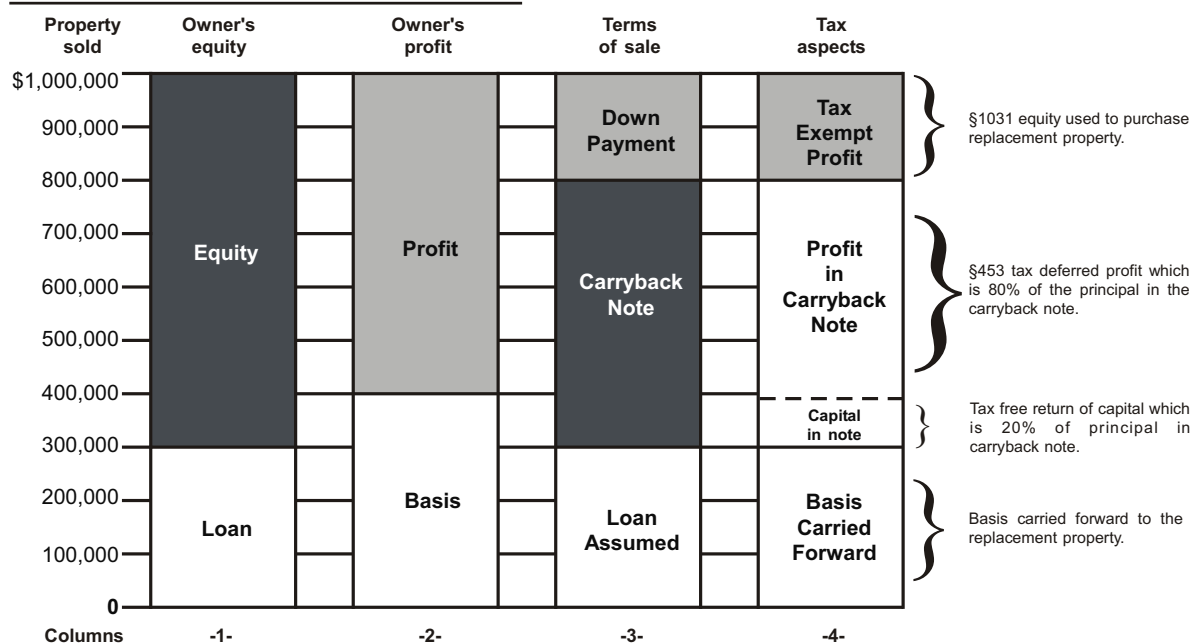 Property sold
Owner's equity
Owner's profit
Terms of sale
Tax aspects
$1,000,000
900,000
800,000
700,000
600,000
500,000
400,000
300,000
200,000
100,000
0
Equity
Loan
Profit
Basis
Down
Payment
Carryback
Note
Loan
Assumed
Tax
Exempt
Profit
Profit
in
Carryback
Note
Capital
in note
Basis
Carried
Forward
§1031 equity used to purchase
replacement property.
§453 tax deferred profit which
is 80% of the principal in the
carryback note.
Tax free return of capital which
is 20% of principal in
carryback note.
Basis carried forward to the
replacement property.
Columns -1- -2- -3- -4-